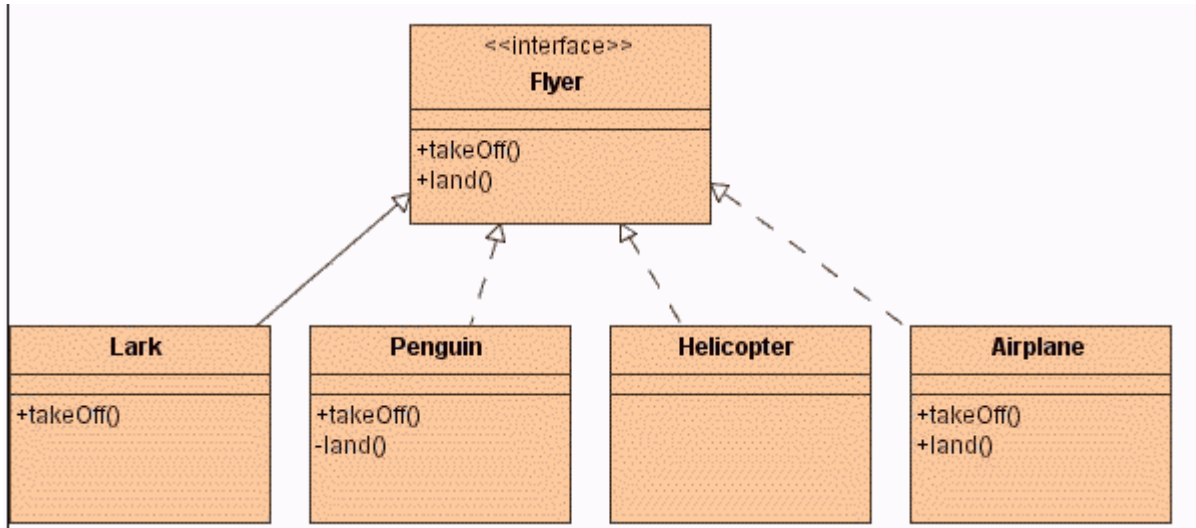 <<interface>>
Flyer
+takeOff()
+land()
Lark
+takeOff()
Penguin
+takeOff()
-land()
Helicopter
Airplane
+takeOff()
+land()